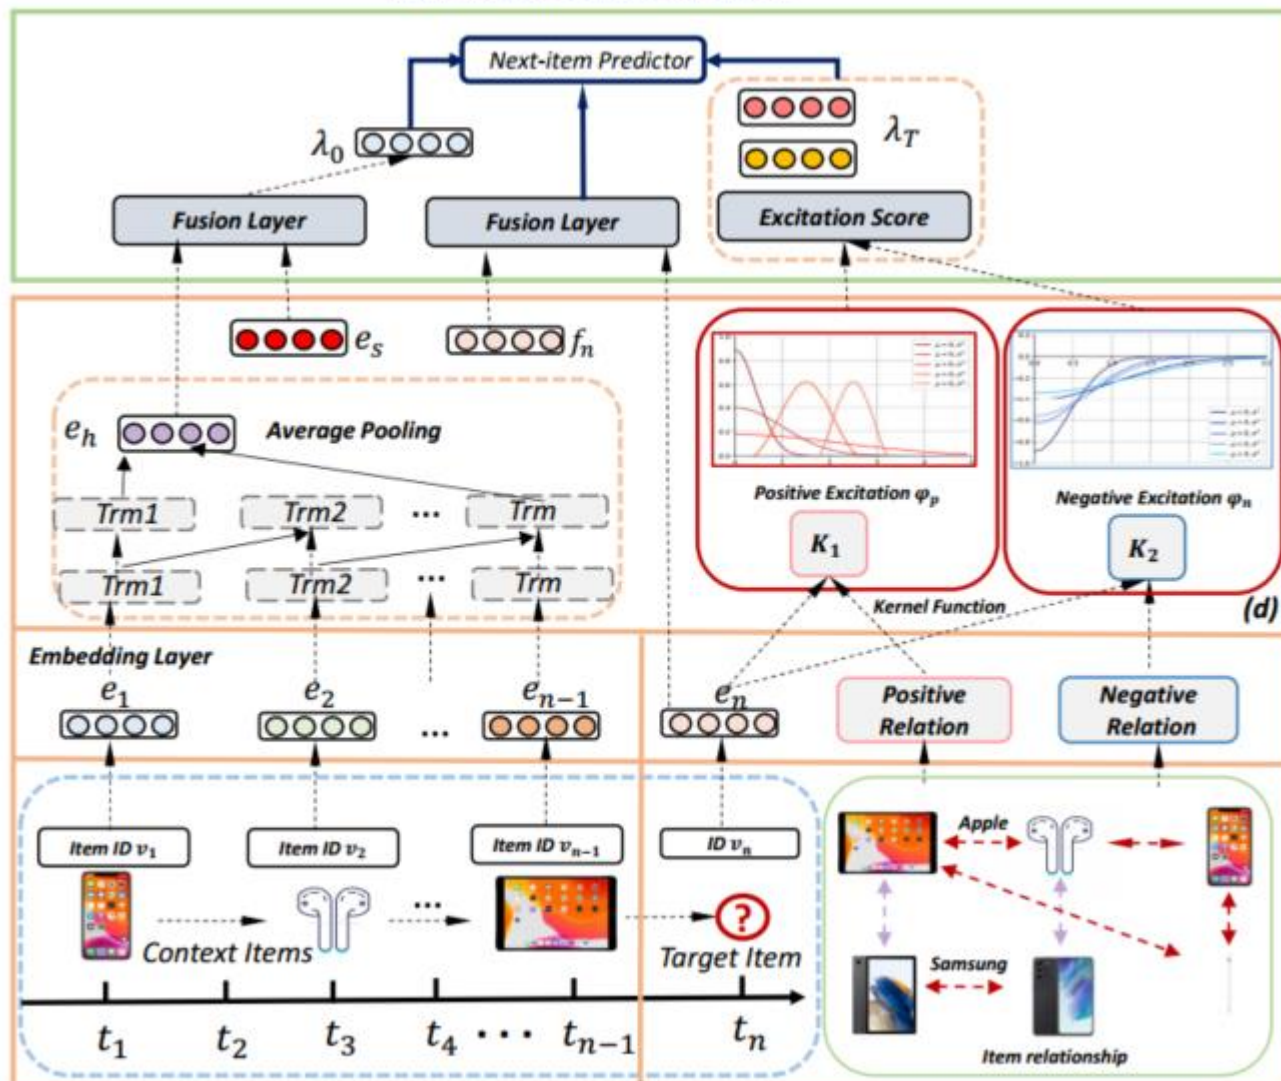 Next-item Predictor
λ0
λT
Fusion Layer
Fusion Layer
Excitation Score
es
fn
eh
Average Pooling
Trm1
Trm2
...
Trm
Trm1
Trm2
...
Trm
Positive Excitation φp
Negative Excitation φn
K1
K2
Kernel Function
(d)
Embedding Layer
e1
e2
...
en−1
en
Positive
Relation
Negative
Relation
Item ID v1
Item ID v2
Item ID vn−1
ID vn
...
?
Context Items
Target Item
t1
t2
t3
t4
...
tn−1
tn
Apple
Samsung
Item relationship